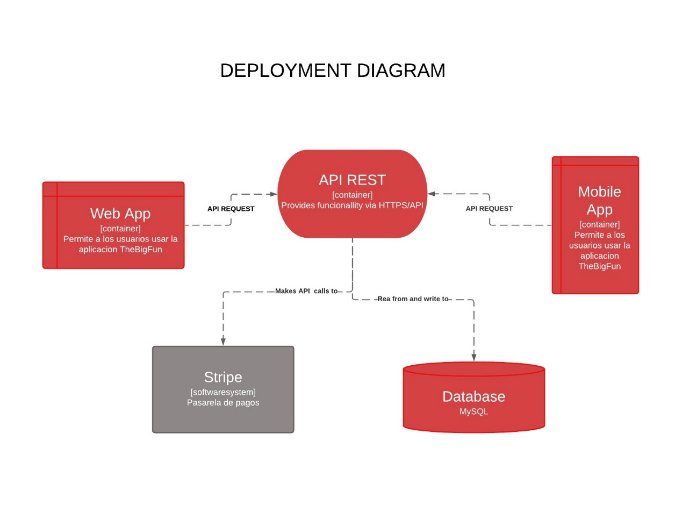 DEPLOYMENT DIAGRAM
API REST
[container]
Provides funcionallity via HTTPS/API
Web App
[container]
Permite a los usuarios usar la
aplicacion TheBigFun
API REQUEST
API REQUEST
Mobile
App
[container]
Permite a los
usuarios usar la
aplicacion
TheBigFun
Makes API calls to
Rea from and write to
Stripe
[softwaresystem]
Pasarela de pagos
Database
MySQL